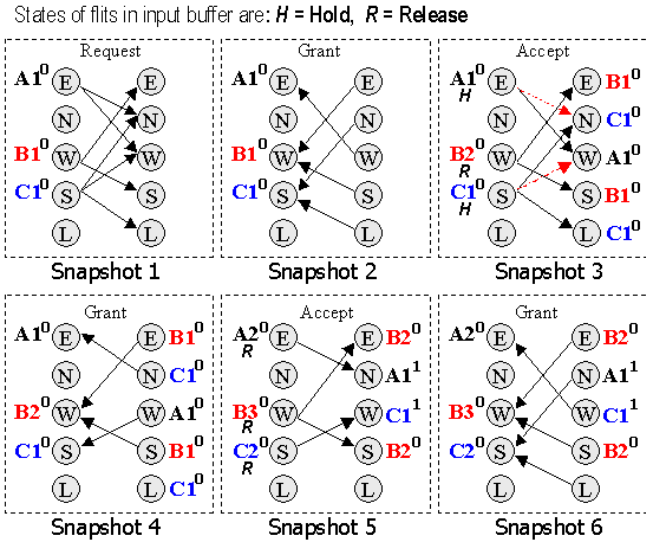 States of flits in input buffer are: H = Hold, R = Release
Request
A1⁰ E E
N N
B1⁰ W W
C1⁰ S S
L L
Snapshot 1
Grant
A1⁰ E E
N N
B1⁰ W W
C1⁰ S S
L L
Snapshot 2
Accept
A1⁰ E E B1⁰
H
N N C1⁰
B2⁰ W W A1⁰
R
C1⁰ S S B1⁰
H
L L C1⁰
Snapshot 3
Grant
A1⁰ E E B1⁰
N N C1⁰
B2⁰ W W A1⁰
C1⁰ S S B1⁰
L L C1⁰
Snapshot 4
Accept
A2⁰ E E B2⁰
R
N N A1¹
B3⁰ W W C1¹
R
C2⁰ S S B2⁰
R
L L
Snapshot 5
Grant
A2⁰ E E B2⁰
N N A1¹
B3⁰ W W C1¹
C2⁰ S S B2⁰
L L
Snapshot 6